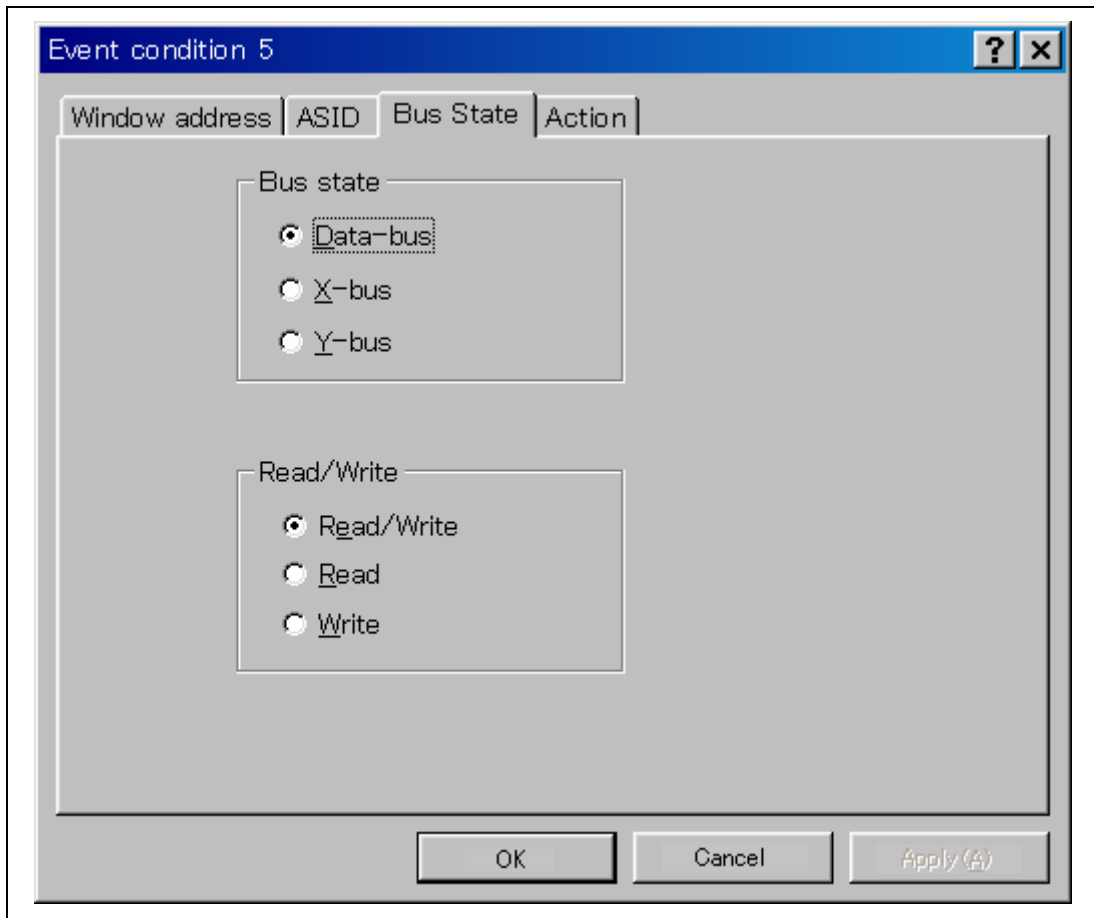 Event condition 5
Window address ASID Bus State Action
Bus state
Data-bus
X-bus
Y-bus
Read/Write
Read/Write
Read
Write
OK Cancel Apply(A)